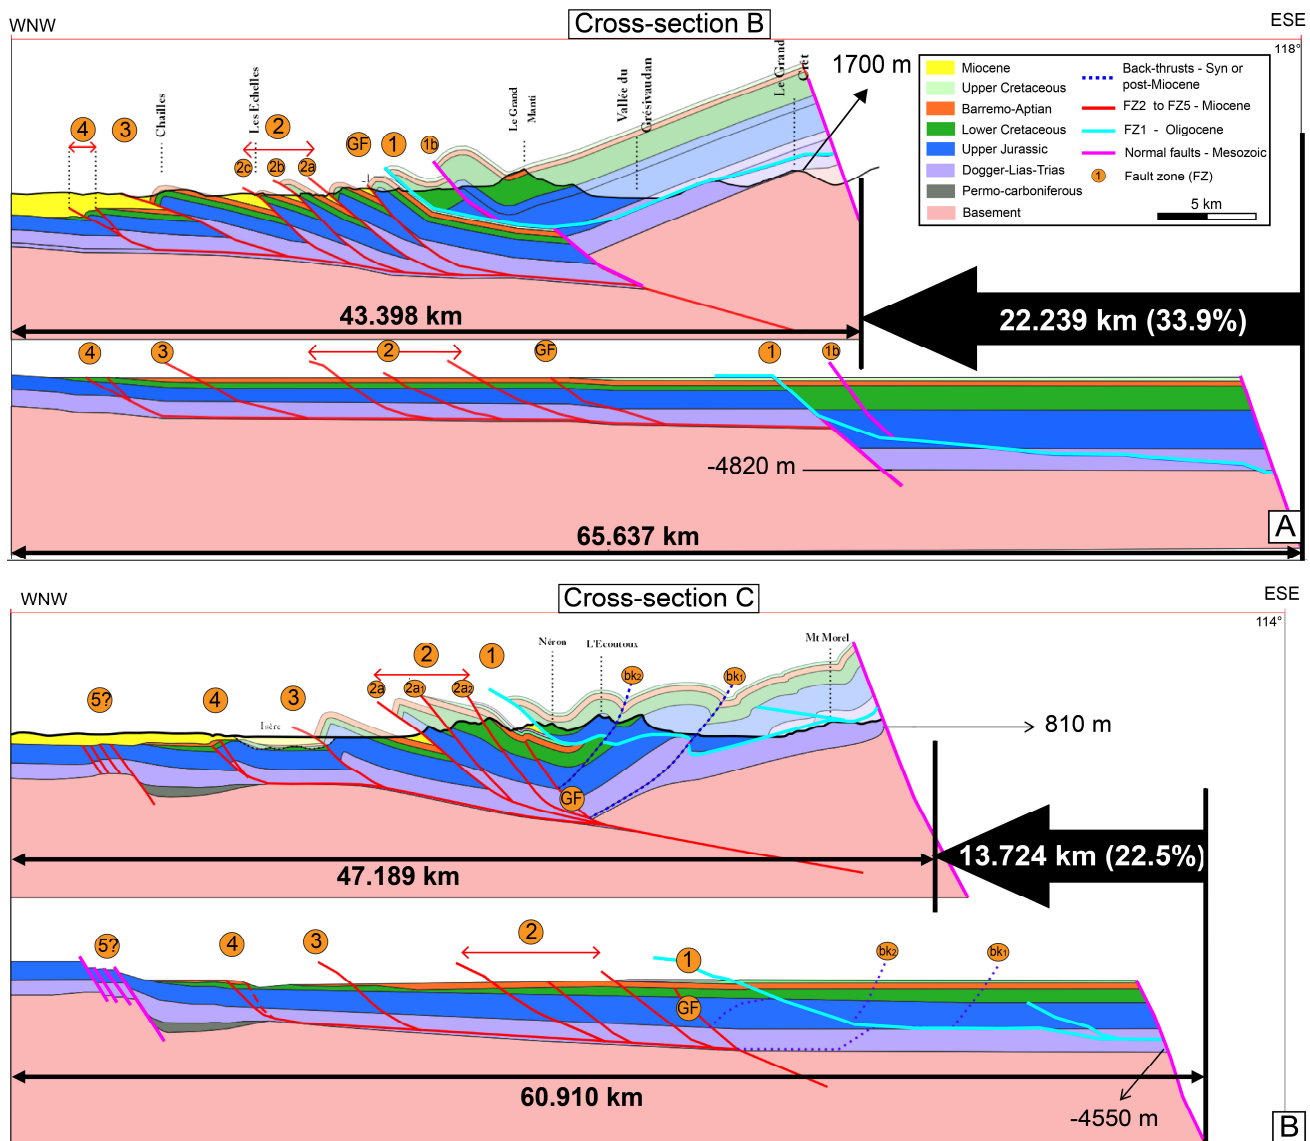 WNW
Cross-section B
ESE
118°
Chailles
Les Echelles
Le Grand
Manti
Vallée du
Grésivaudan
Le Grand
Crêt
1700 m
4
3
2
2c
2b
2a
GF
1
1b
Miocene
Upper Cretaceous
Barremo-Aptian
Lower Cretaceous
Upper Jurassic
Dogger-Lias-Trias
Permo-carboniferous
Basement
Back-thrusts - Syn or
post-Miocene
FZ2 to FZ5 - Miocene
FZ1 - Oligocene
Normal faults - Mesozoic
1 Fault zone (FZ)
5 km
43.398 km
22.239 km (33.9%)
4
3
2
GF
1
1b
-4820 m
65.637 km
A
WNW
Cross-section C
ESE
114°
Néron
L'Ecoutoux
Mt Morel
5?
4
3
Isère
2
2a
2a1
2a2
1
bk2
bk1
810 m
GF
47.189 km
13.724 km (22.5%)
5?
4
3
2
1
GF
bk2
bk1
60.910 km
-4550 m
B